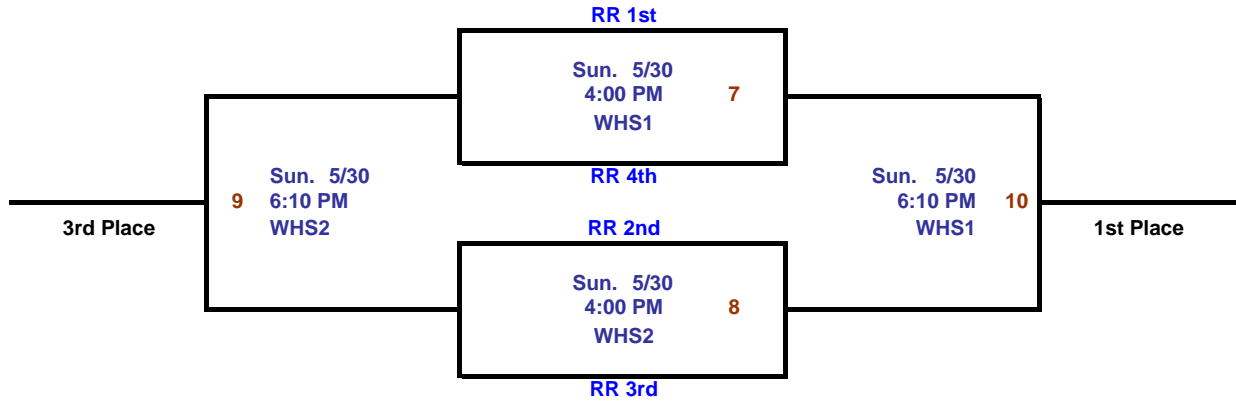 RR 1st
Sun. 5/30
4:00 PM 7
WHS1
RR 4th
Sun. 5/30
9 6:10 PM
WHS2
3rd Place
Sun. 5/30
6:10 PM 10
WHS1
1st Place
RR 2nd
Sun. 5/30
4:00 PM 8
WHS2
RR 3rd